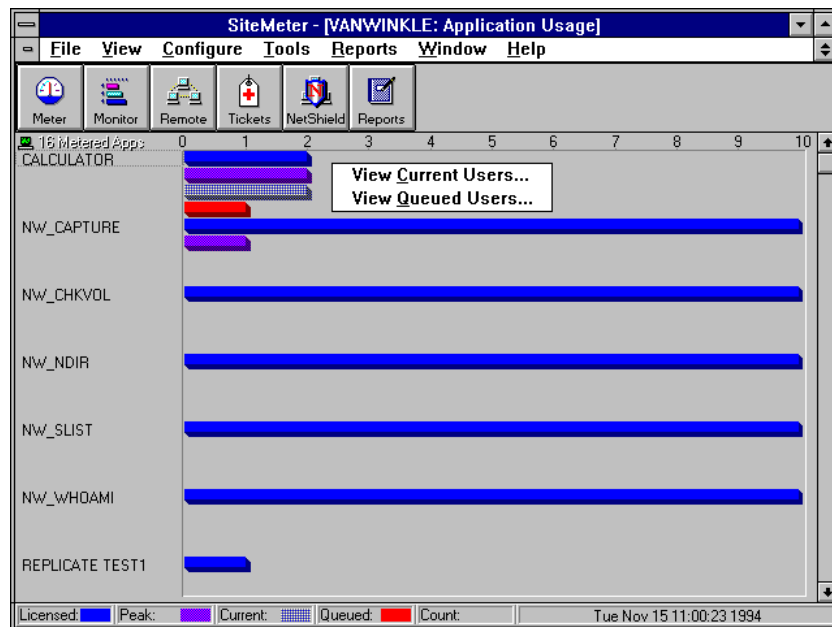 SiteMeter - [VANWINKLE: Application Usage]
File View Configure Tools Reports Window Help
Meter Monitor Remote Tickets NetShield Reports
16 Metered Apps 0 1 2 3 4 5 6 7 8 9 10
CALCULATOR
View Current Users...
View Queued Users...
NW_CAPTURE
NW_CHKVOL
NW_NDIR
NW_SLIST
NW_WHOAMI
REPLICATE TEST1
Licensed: Peak: Current: Queued: Count: Tue Nov 15 11:00:23 1994